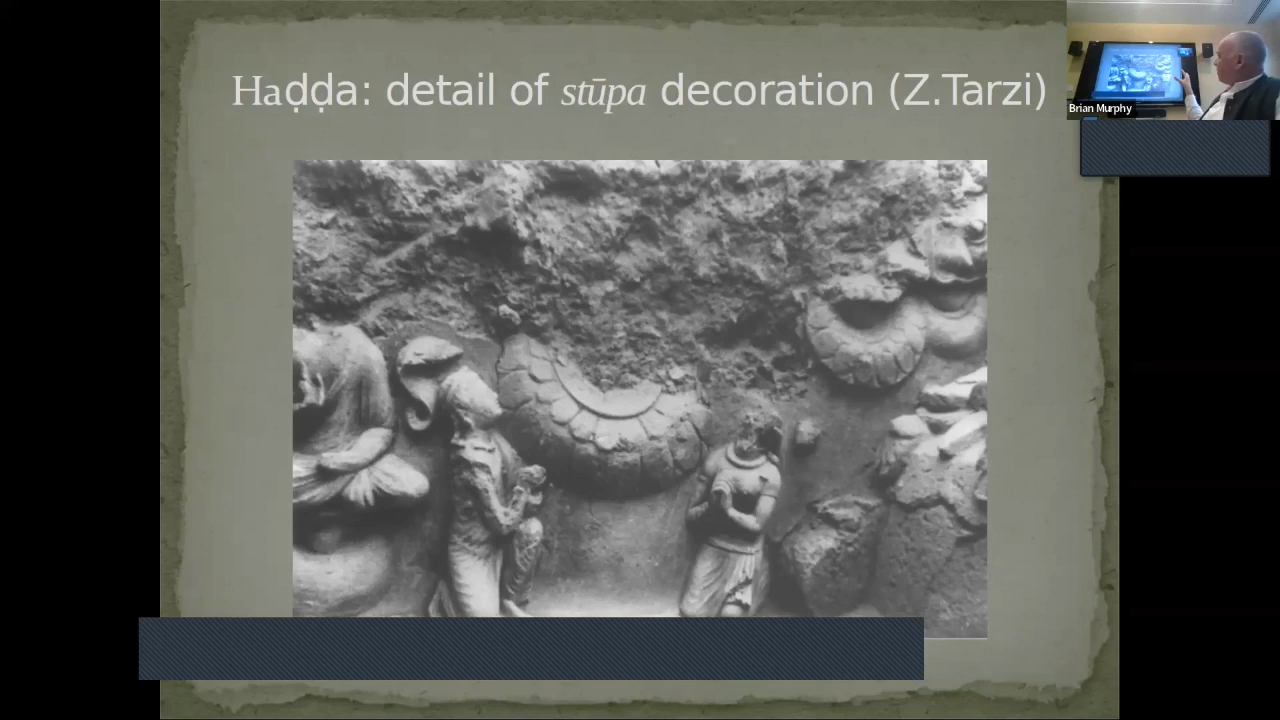 Haḍḍa: detail of stūpa decoration (Z.Tarzi)
Brian Murphy